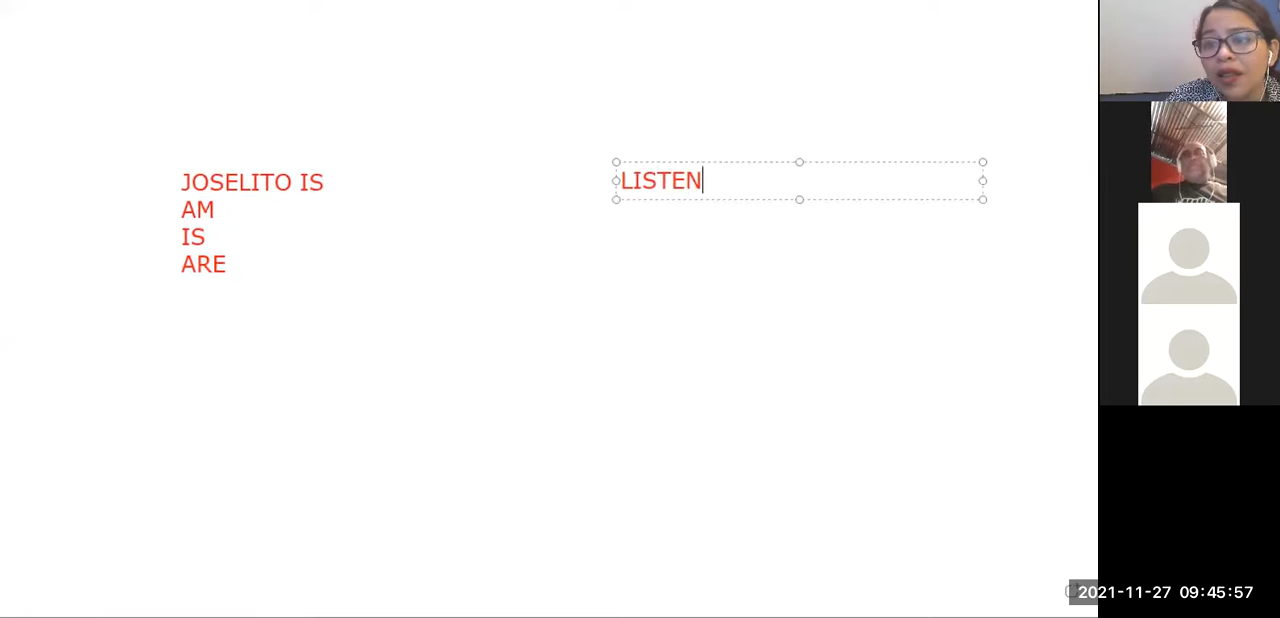 JOSELITO IS
AM
IS
ARE
LISTEN
2021-11-27 09:45:57